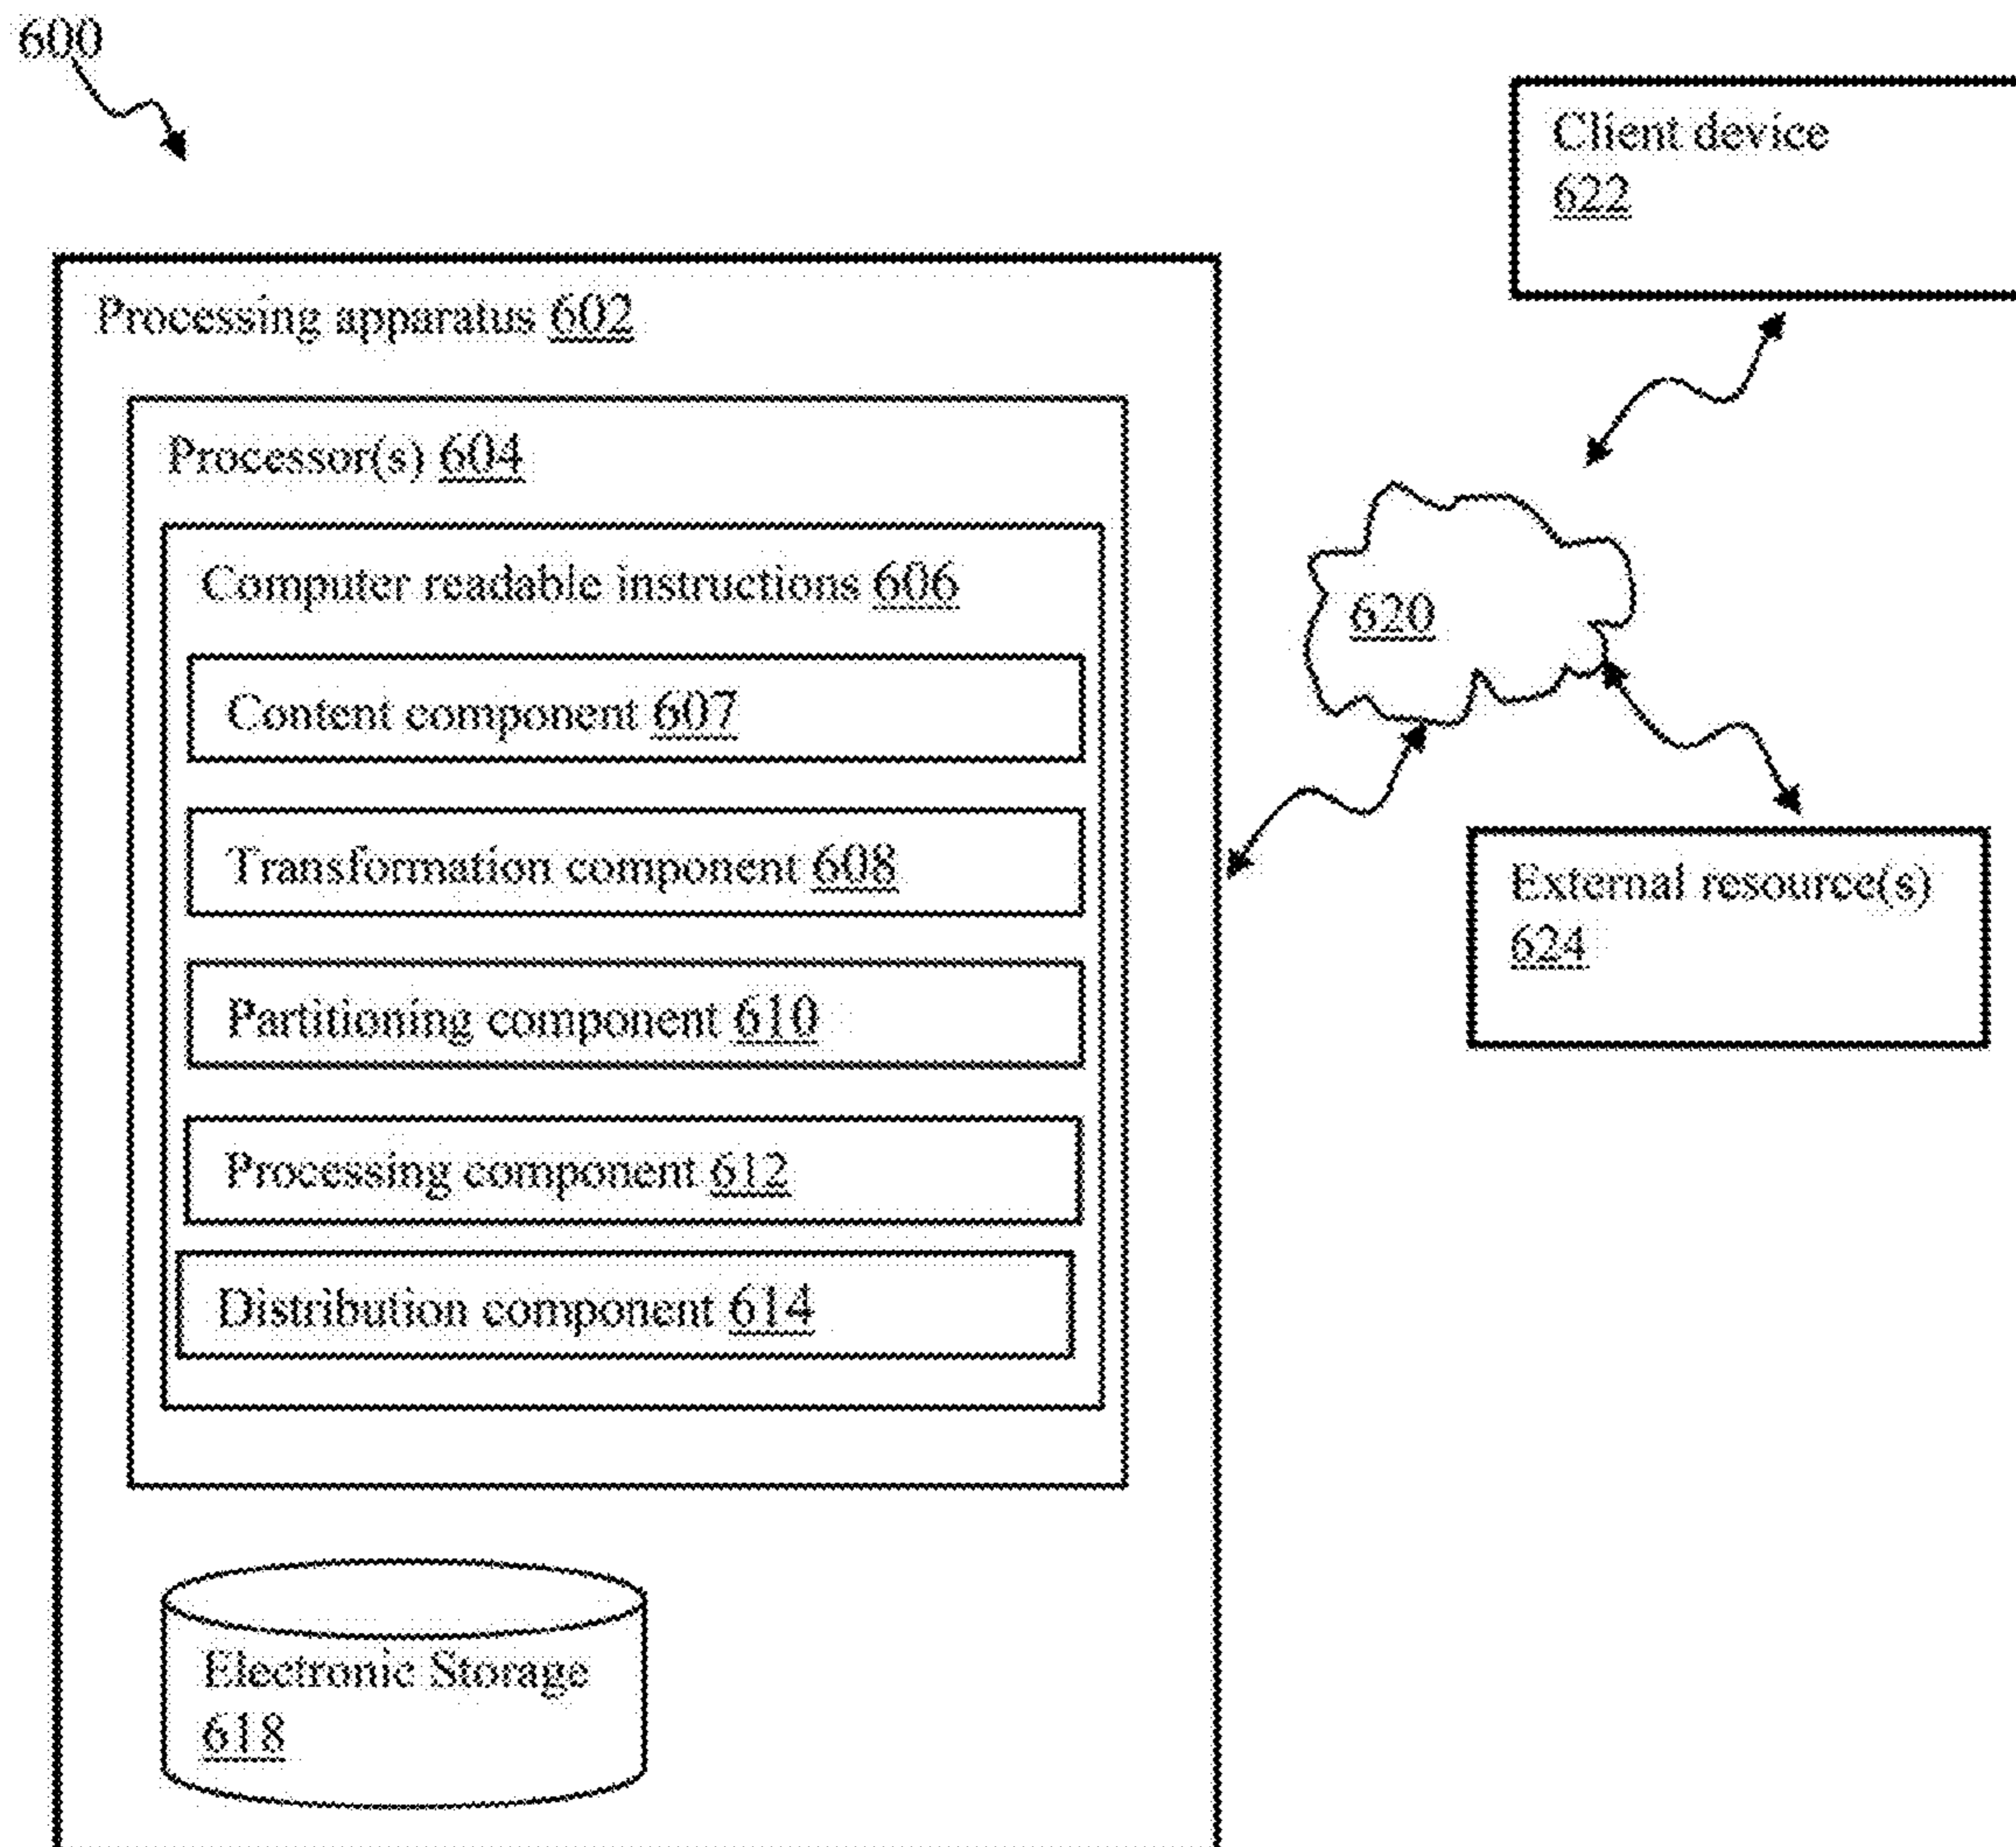 600
Client device
622
Processing apparatus 602
Processor(s) 604
Computer readable instructions 606
620
Content component 607
Transformation component 608
External resource(s)
624
Partitioning component 610
Processing component 612
Distribution component 614
Electronic Storage
618